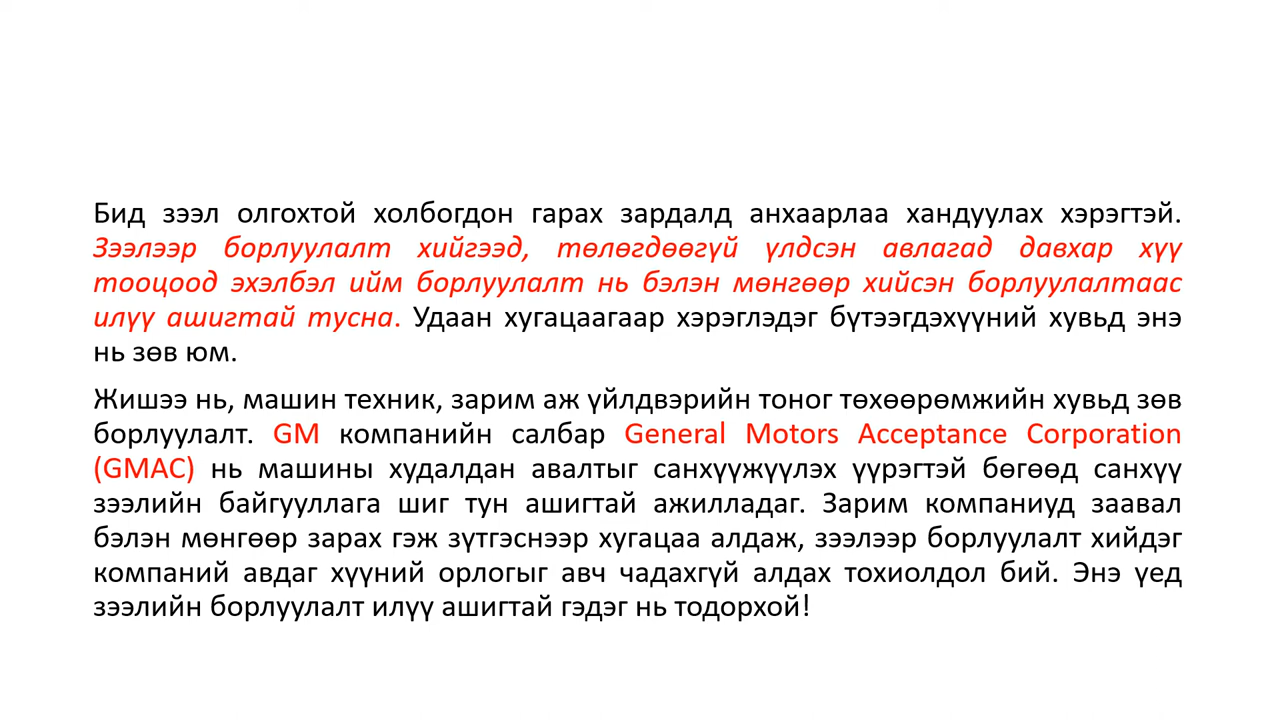 Бид зээл олгохтой холбогдон гарах зардалд анхаарлаа хандуулах хэрэгтэй.
Зээлээр борлуулалт хийгээд, төлөгдөөгүй үлдсэн авлагад давхар хүү
тооцоод эхэлбэл ийм борлуулалт нь бэлэн мөнгөөр хийсэн борлуулалтаас
илүү ашигтай тусна. Удаан хугацаагаар хэрэглэдэг бүтээгдэхүүний хувьд энэ
нь зөв юм.
Жишээ нь, машин техник, зарим аж үйлдвэрийн тоног төхөөрөмжийн хувьд зөв
борлуулалт. GM компанийн салбар General Motors Acceptance Corporation
(GMAC) нь машины худалдан авалтыг санхүүжүүлэх үүрэгтэй бөгөөд санхүү
зээлийн байгууллага шиг тун ашигтай ажилладаг. Зарим компаниуд заавал
бэлэн мөнгөөр зарах гэж зүтгэснээр хугацаа алдаж, зээлээр борлуулалт хийдэг
компаний авдаг хүүний орлогыг авч чадахгүй алдах тохиолдол бий. Энэ үед
зээлийн борлуулалт илүү ашигтай гэдэг нь тодорхой!